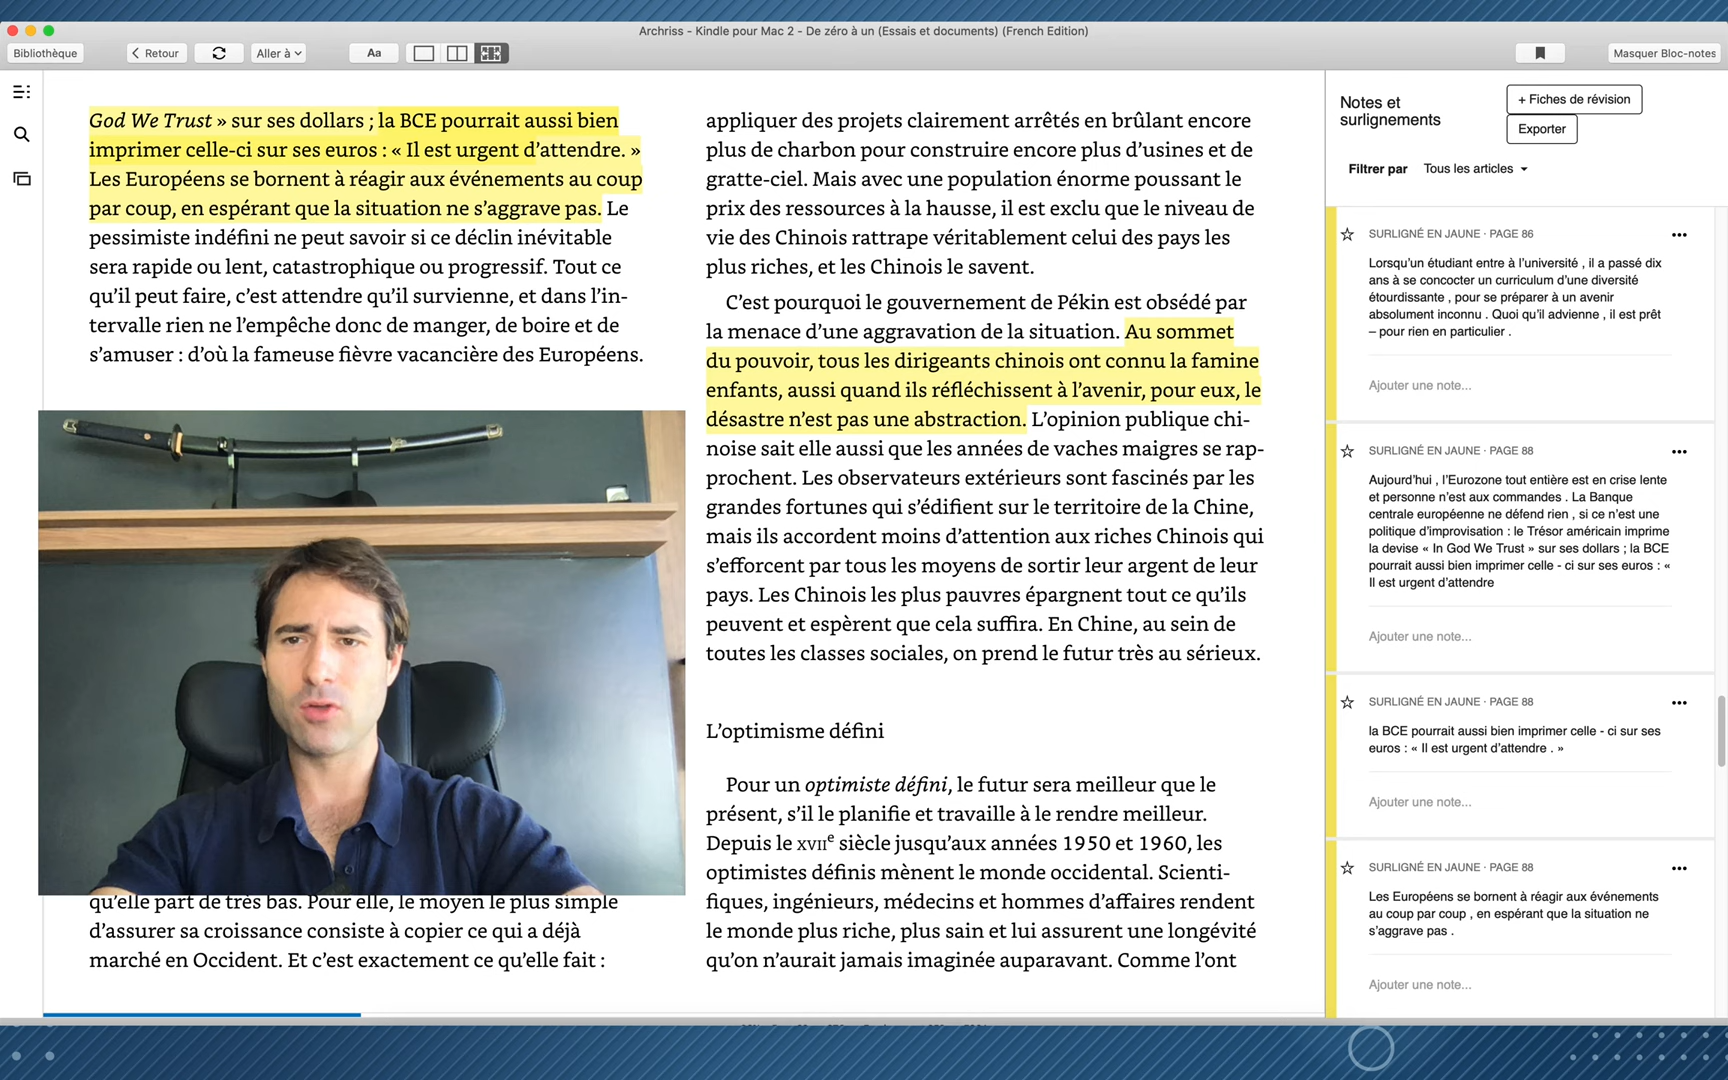 Archriss - Kindle pour Mac 2 - De zéro à un (Essais et documents) (French Edition)
Bibliothèque
Retour
Aller à
Aa
Masquer Bloc-notes
God We Trust » sur ses dollars ; la BCE pourrait aussi bien
imprimer celle-ci sur ses euros : « Il est urgent d’attendre. »
Les Européens se bornent à réagir aux événements au coup
par coup, en espérant que la situation ne s’aggrave pas. Le
pessimiste indéfini ne peut savoir si ce déclin inévitable
sera rapide ou lent, catastrophique ou progressif. Tout ce
qu’il peut faire, c’est attendre qu’il survienne, et dans l’in-
tervalle rien ne l’empêche donc de manger, de boire et de
s’amuser : d’où la fameuse fièvre vacancière des Européens.
qu’elle part de très bas. Pour elle, le moyen le plus simple
d’assurer sa croissance consiste à copier ce qui a déjà
marché en Occident. Et c’est exactement ce qu’elle fait :
appliquer des projets clairement arrêtés en brûlant encore
plus de charbon pour construire encore plus d’usines et de
gratte-ciel. Mais avec une population énorme poussant le
prix des ressources à la hausse, il est exclu que le niveau de
vie des Chinois rattrape véritablement celui des pays les
plus riches, et les Chinois le savent.
C’est pourquoi le gouvernement de Pékin est obsédé par
la menace d’une aggravation de la situation. Au sommet
du pouvoir, tous les dirigeants chinois ont connu la famine
enfants, aussi quand ils réfléchissent à l’avenir, pour eux, le
désastre n’est pas une abstraction. L’opinion publique chi-
noise sait elle aussi que les années de vaches maigres se rap-
prochent. Les observateurs extérieurs sont fascinés par les
grandes fortunes qui s’édifient sur le territoire de la Chine,
mais ils accordent moins d’attention aux riches Chinois qui
s’efforcent par tous les moyens de sortir leur argent de leur
pays. Les Chinois les plus pauvres épargnent tout ce qu’ils
peuvent et espèrent que cela suffira. En Chine, au sein de
toutes les classes sociales, on prend le futur très au sérieux.
L’optimisme défini
Pour un optimiste défini, le futur sera meilleur que le
présent, s’il le planifie et travaille à le rendre meilleur.
Depuis le XVIIe siècle jusqu’aux années 1950 et 1960, les
optimistes définis mènent le monde occidental. Scienti-
fiques, ingénieurs, médecins et hommes d’affaires rendent
le monde plus riche, plus sain et lui assurent une longévité
qu’on n’aurait jamais imaginée auparavant. Comme l’ont
Notes et
surlignements
+ Fiches de révision
Exporter
Filtrer par Tous les articles
SURLIGNÉ EN JAUNE · PAGE 86
Lorsqu’un étudiant entre à l’université , il a passé dix
ans à se concocter un curriculum d’une diversité
étourdissante , pour se préparer à un avenir
absolument inconnu . Quoi qu’il advienne , il est prêt
– pour rien en particulier .
Ajouter une note...
SURLIGNÉ EN JAUNE · PAGE 88
Aujourd’hui , l’Eurozone tout entière est en crise lente
et personne n’est aux commandes . La Banque
centrale européenne ne défend rien , si ce n’est une
politique d’improvisation : le Trésor américain imprime
la devise « In God We Trust » sur ses dollars ; la BCE
pourrait aussi bien imprimer celle - ci sur ses euros : «
Il est urgent d’attendre
Ajouter une note...
SURLIGNÉ EN JAUNE · PAGE 88
la BCE pourrait aussi bien imprimer celle - ci sur ses
euros : « Il est urgent d’attendre . »
Ajouter une note...
SURLIGNÉ EN JAUNE · PAGE 88
Les Européens se bornent à réagir aux événements
au coup par coup , en espérant que la situation ne
s’aggrave pas .
Ajouter une note...